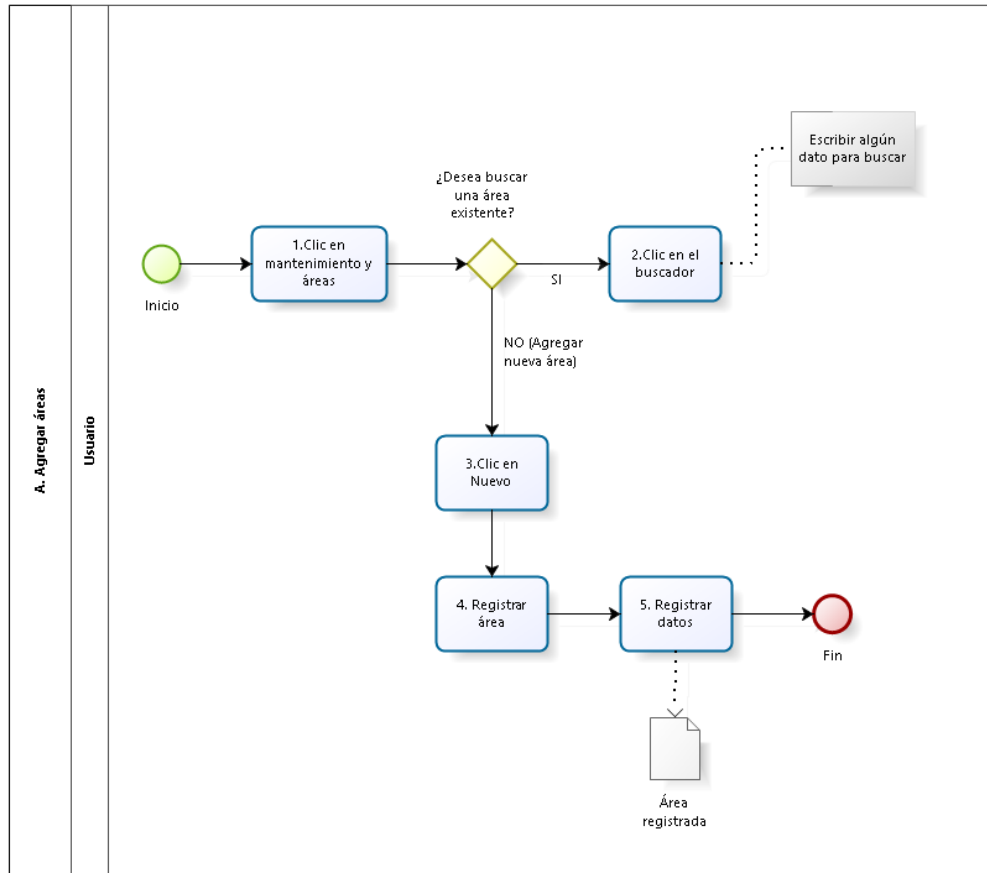 A. Agregar áreas
Usuario
Inicio
1.Clic en
mantenimiento y
áreas
¿Desea buscar
una área
existente?
SI
2.Clic en el
buscador
Escribir algún
dato para buscar
NO (Agregar
nueva área)
3.Clic en
Nuevo
4. Registrar
área
5. Registrar
datos
Fin
Área
registrada